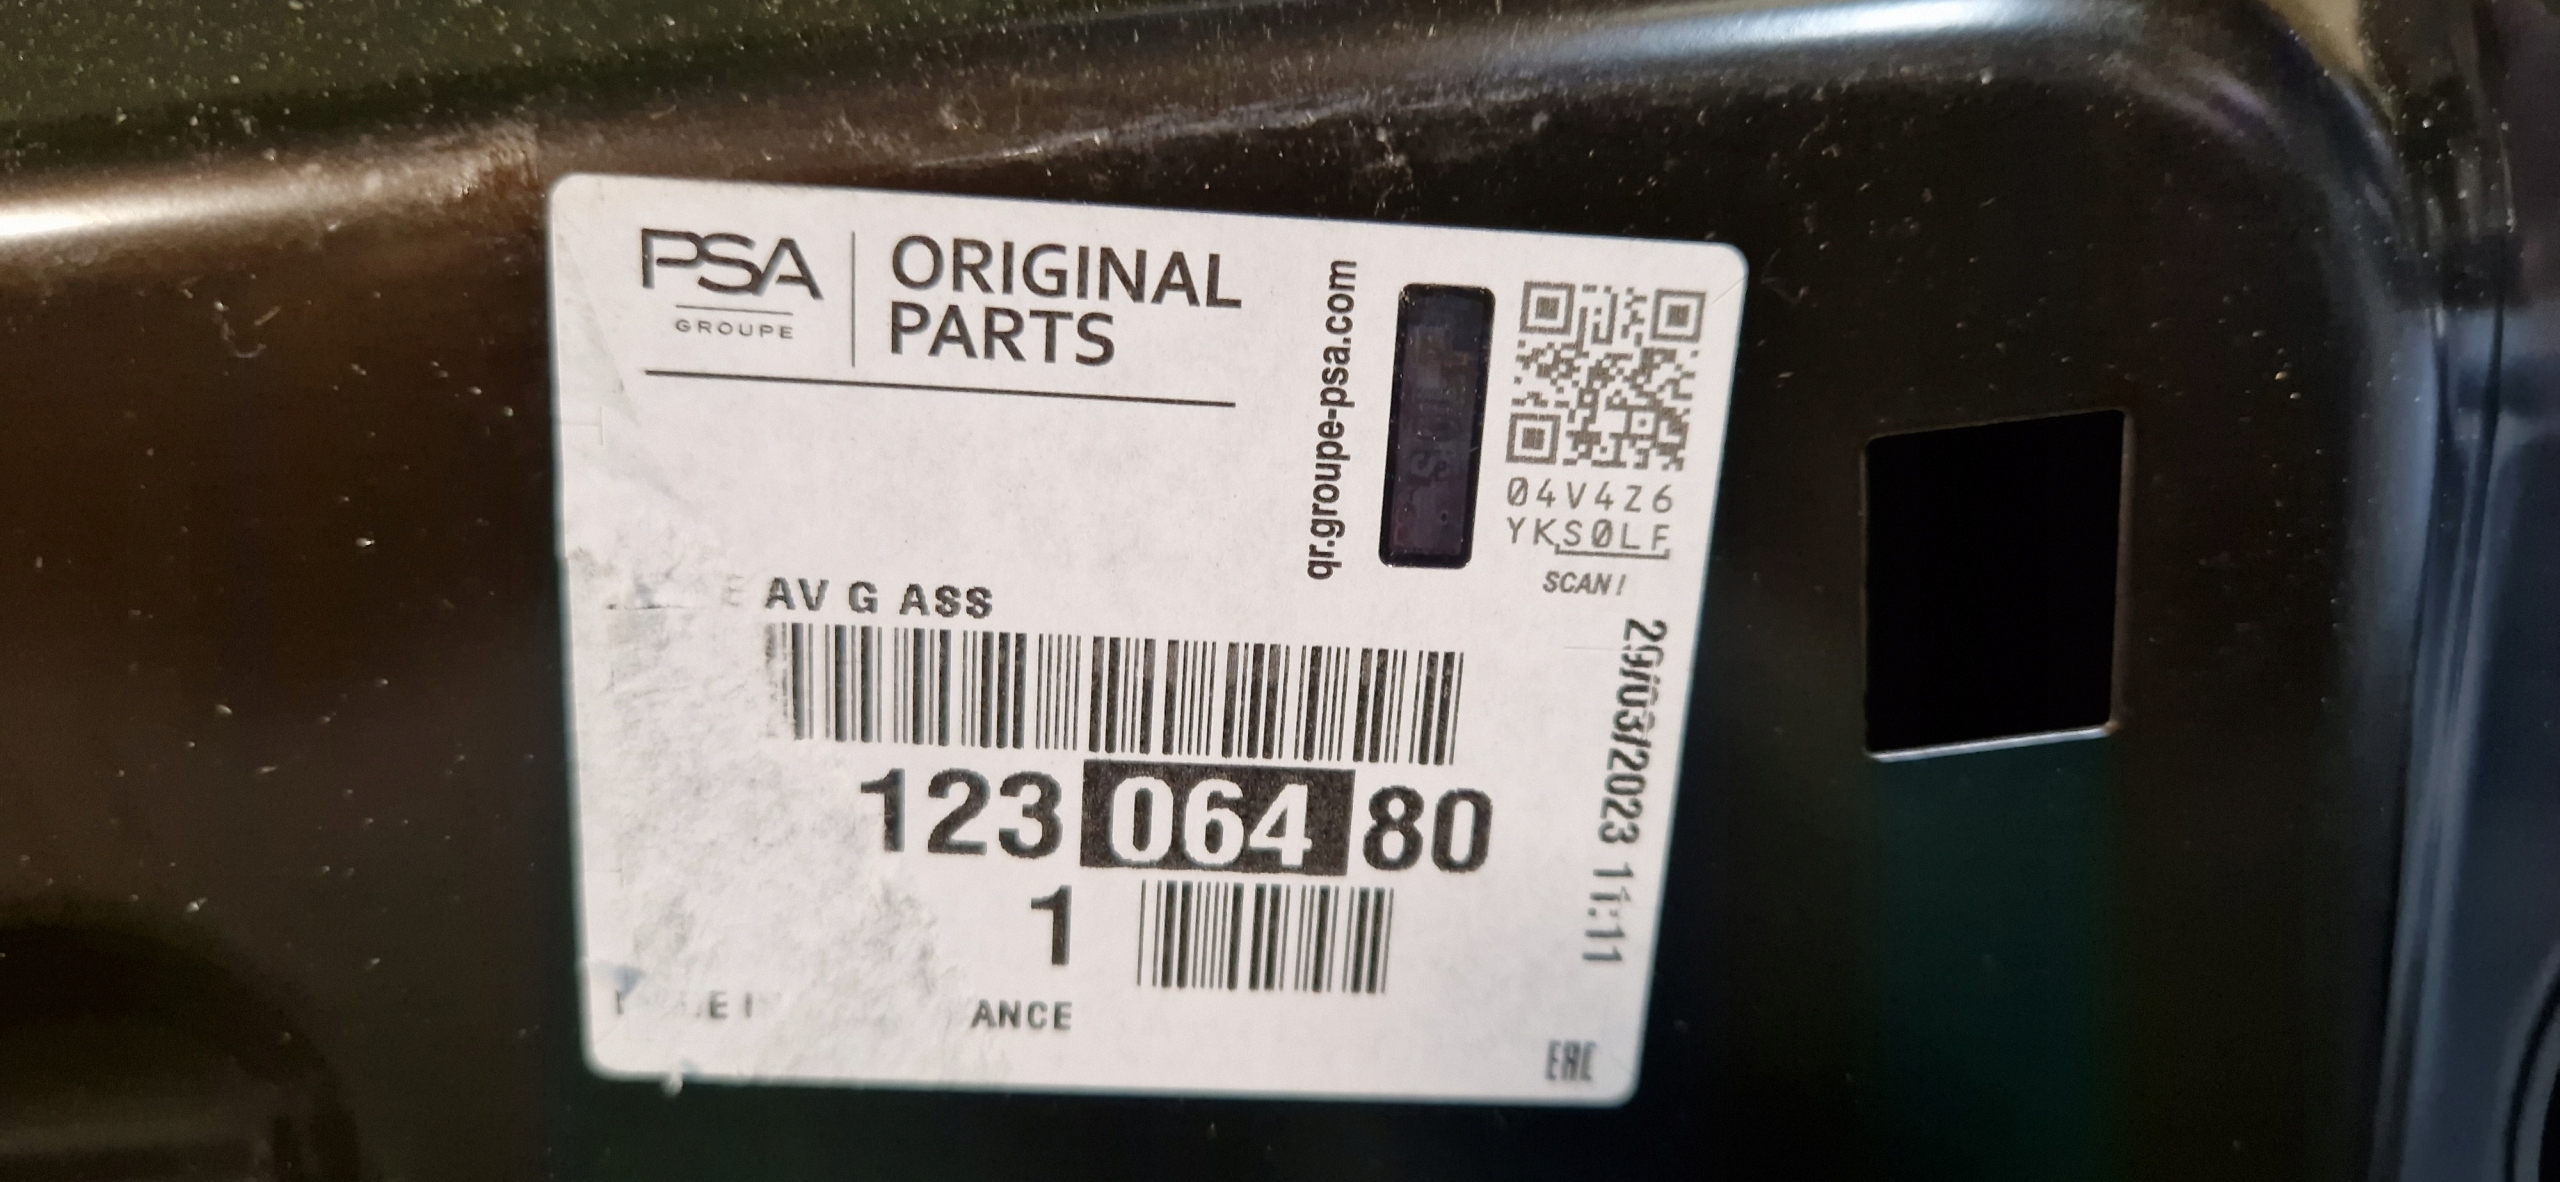 PSA
GROUPE
ORIGINAL
PARTS
qr.groupe-psa.com
04V4Z6
YKS0LF
SCAN!
E AV G ASS
123 064 80
1
ANCE
29/03/2023 11:11
EAC